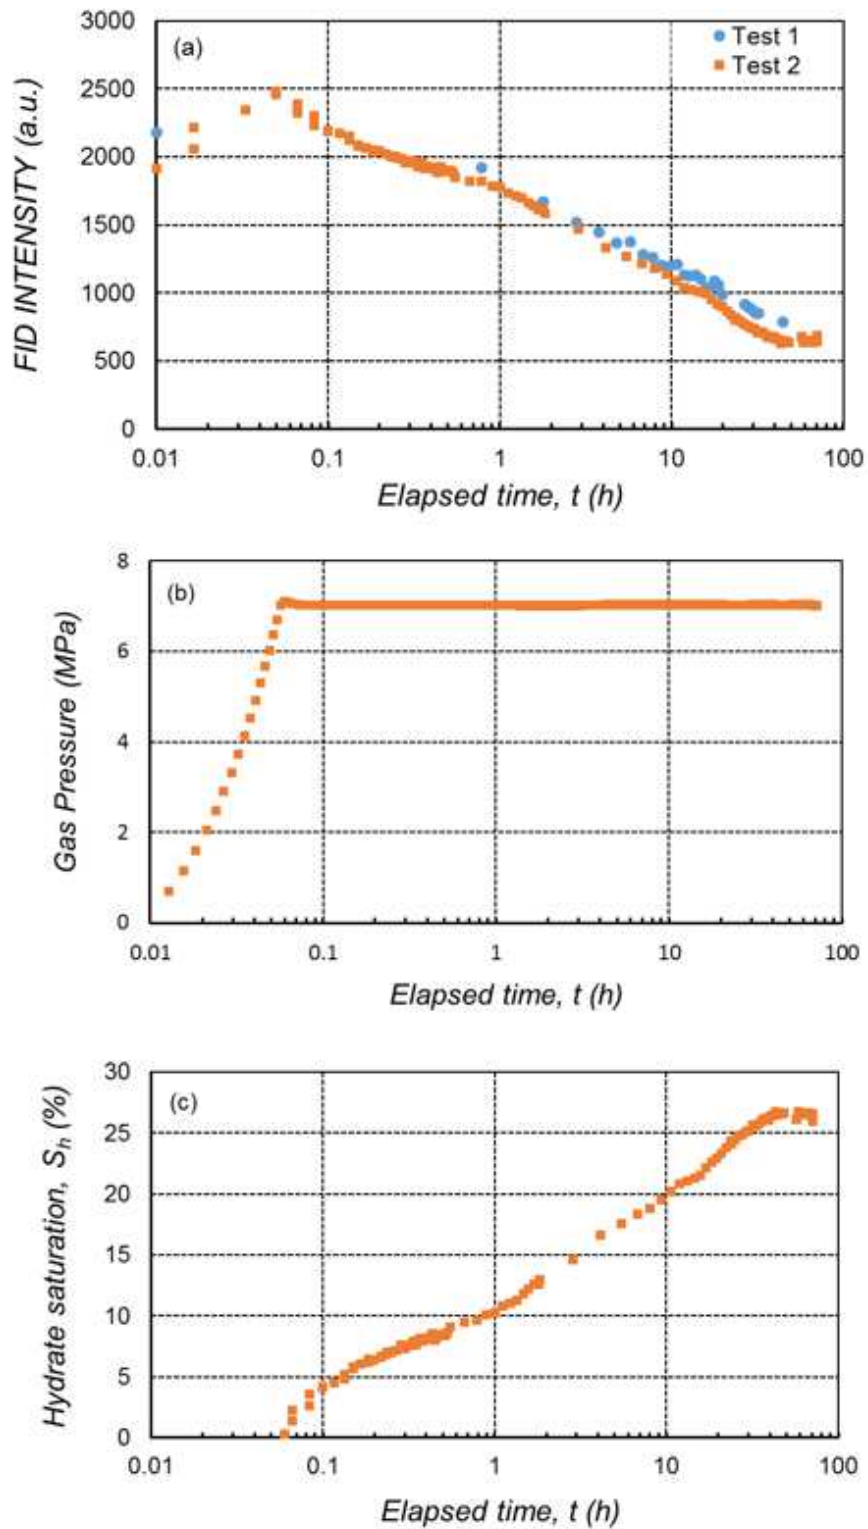 (a)
Test 1
Test 2
FID INTENSITY (a.u.)
3000
2500
2000
1500
1000
500
0
0.01 0.1 1 10 100
Elapsed time, t (h)
(b)
Gas Pressure (MPa)
8
6
4
2
0
0.01 0.1 1 10 100
Elapsed time, t (h)
(c)
Hydrate saturation, Sh (%)
30
25
20
15
10
5
0
0.01 0.1 1 10 100
Elapsed time, t (h)